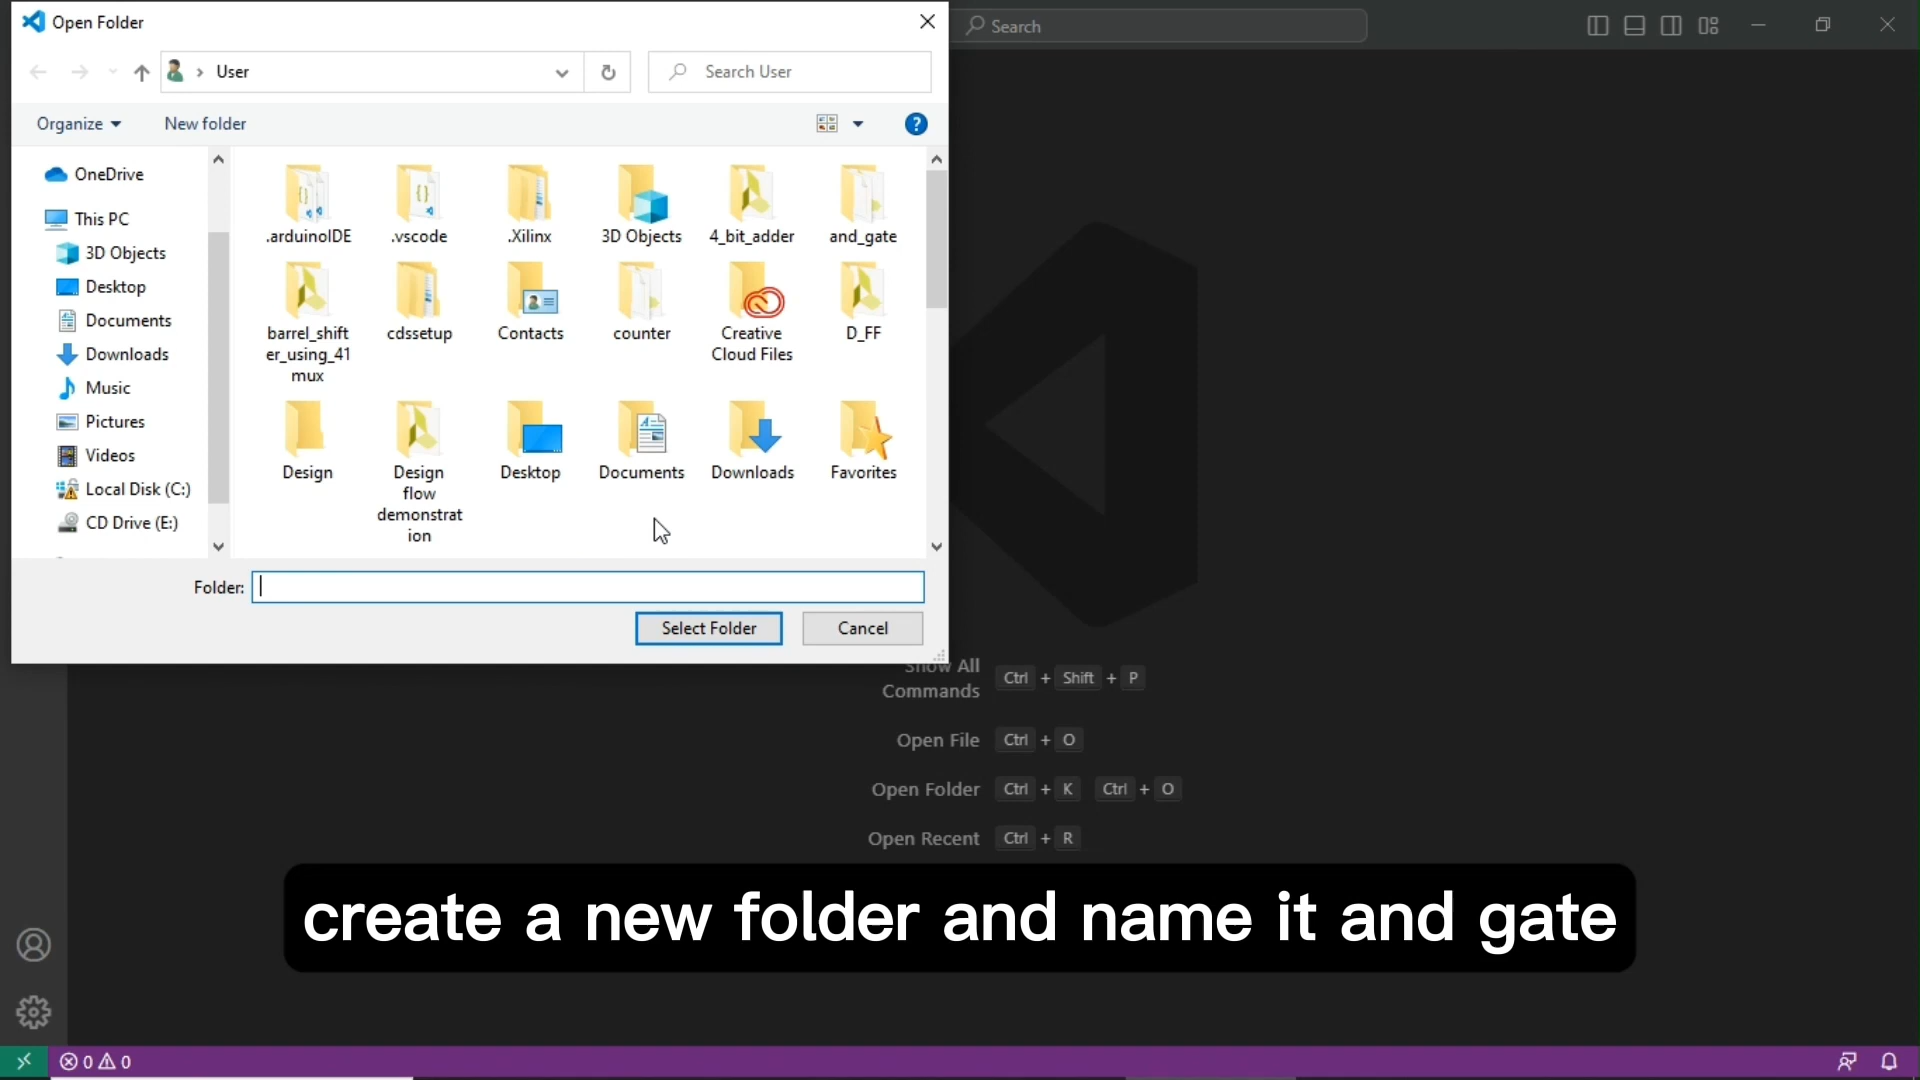 Open Folder
Search
User
Search User
Organize
New folder
OneDrive
This PC
3D Objects
Desktop
Documents
Downloads
Music
Pictures
Videos
Local Disk (C:)
CD Drive (E:)
.arduinoIDE
.vscode
.Xilinx
3D Objects
4_bit_adder
and_gate
barrel_shift
er_using_41
mux
cdssetup
Contacts
counter
Creative
Cloud Files
D_FF
Design
Design
flow
demonstrat
ion
Desktop
Documents
Downloads
Favorites
Folder:
Select Folder
Cancel
Show All
Commands
Ctrl + Shift + P
Open File
Ctrl + O
Open Folder
Ctrl + K Ctrl + O
Open Recent
Ctrl + R
create a new folder and name it and gate
0
0